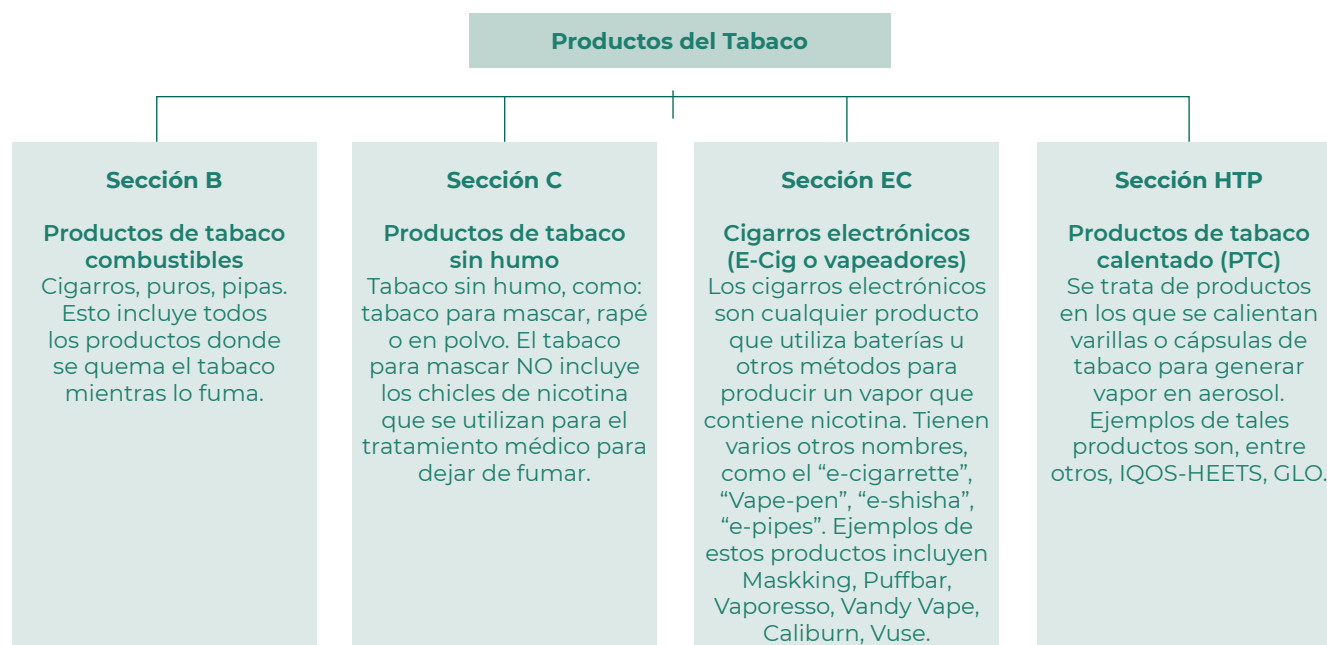 Productos del Tabaco
Sección B
Productos de tabaco
combustibles
Cigarros, puros, pipas.
Esto incluye todos
los productos donde
se quema el tabaco
mientras lo fuma.
Sección C
Productos de tabaco
sin humo
Tabaco sin humo, como:
tabaco para mascar, rapé
o en polvo. El tabaco
para mascar NO incluye
los chicles de nicotina
que se utilizan para el
tratamiento médico para
dejar de fumar.
Sección EC
Cigarros electrónicos
(E-Cig o vapeadores)
Los cigarros electrónicos
son cualquier producto
que utiliza baterías u
otros métodos para
producir un vapor que
contiene nicotina. Tienen
varios otros nombres,
como el “e-cigarrette”,
“Vape-pen”, “e-shisha”,
“e-pipes”. Ejemplos de
estos productos incluyen
Maskking, Puffbar,
Vaporesso, Vandy Vape,
Caliburn, Vuse.
Sección HTP
Productos de tabaco
calentado (PTC)
Se trata de productos
en los que se calientan
varillas o cápsulas de
tabaco para generar
vapor en aerosol.
Ejemplos de tales
productos son, entre
otros, IQOS-HEETS, GLO.